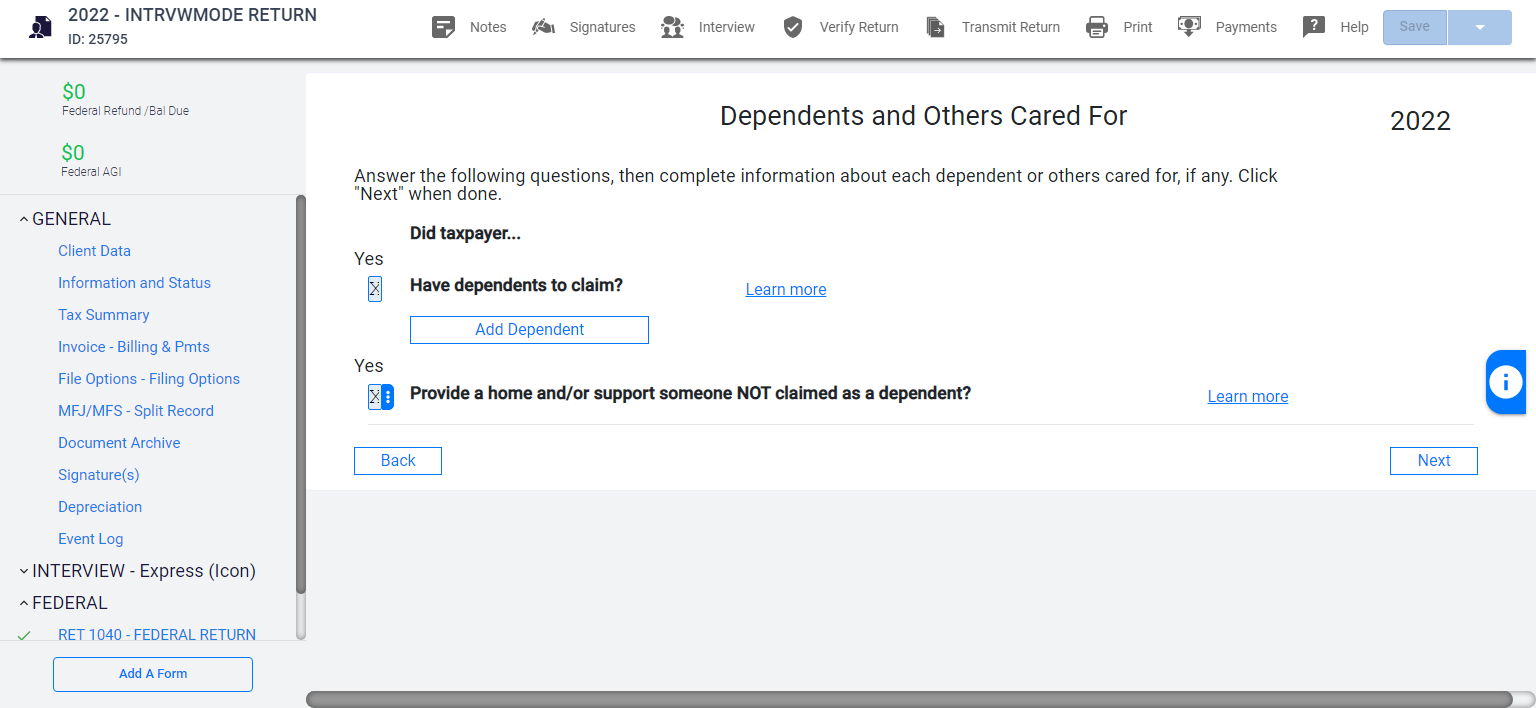 2022 - INTRVWMODE RETURN
ID: 25795
Notes
Signatures
Interview
Verify Return
Transmit Return
Print
Payments
Help
Save
$0
Federal Refund /Bal Due
$0
Federal AGI
GENERAL
Client Data
Information and Status
Tax Summary
Invoice - Billing & Pmts
File Options - Filing Options
MFJ/MFS - Split Record
Document Archive
Signature(s)
Depreciation
Event Log
INTERVIEW - Express (Icon)
FEDERAL
RET 1040 - FEDERAL RETURN
Add A Form
Dependents and Others Cared For
2022
Answer the following questions, then complete information about each dependent or others cared for, if any. Click
"Next" when done.
Did taxpayer...
Yes
X Have dependents to claim? Learn more
Add Dependent
Yes
X Provide a home and/or support someone NOT claimed as a dependent? Learn more
Back
Next